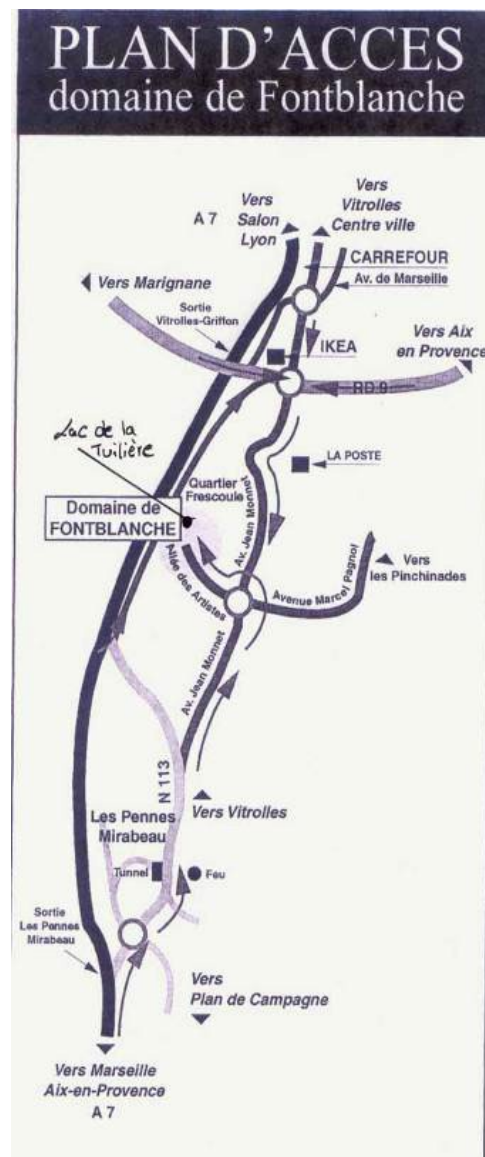 PLAN D'ACCES
domaine de Fontblanche
Vers
Vitrolles
Centre ville
Vers
Salon
Lyon
A 7
CARREFOUR
Av. de Marseille
Vers Marignane
Sortie
Vitrolles-Griffon
IKEA
Vers Aix
en Provence
RD 9
Lac de la
Tuilière
LA POSTE
Quartier
Frescoule
Domaine de
FONTBLANCHE
Av. Jean Monnet
Allée des Artistes
Avenue Marcel Pagnol
Vers
les Pinchinades
Av. Jean Monnet
N 113
Vers Vitrolles
Les Pennes
Mirabeau
Tunnel
Feu
Sortie
Les Pennes
Mirabeau
Vers
Plan de Campagne
Vers Marseille
Aix-en-Provence
A 7